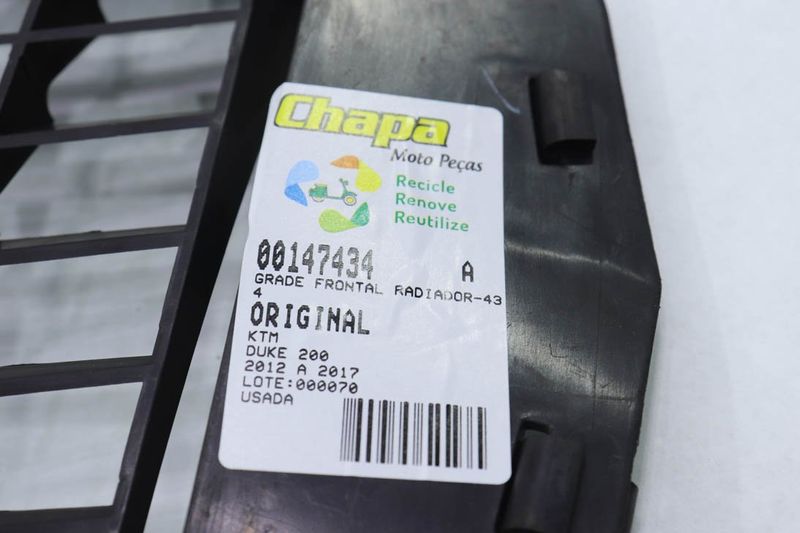 Chapa
Moto Peças
Recicle
Renove
Reutilize
00147434 A
GRADE FRONTAL RADIADOR-43
4
ORIGINAL
KTM
DUKE 200
2012 A 2017
LOTE:000070
USADA